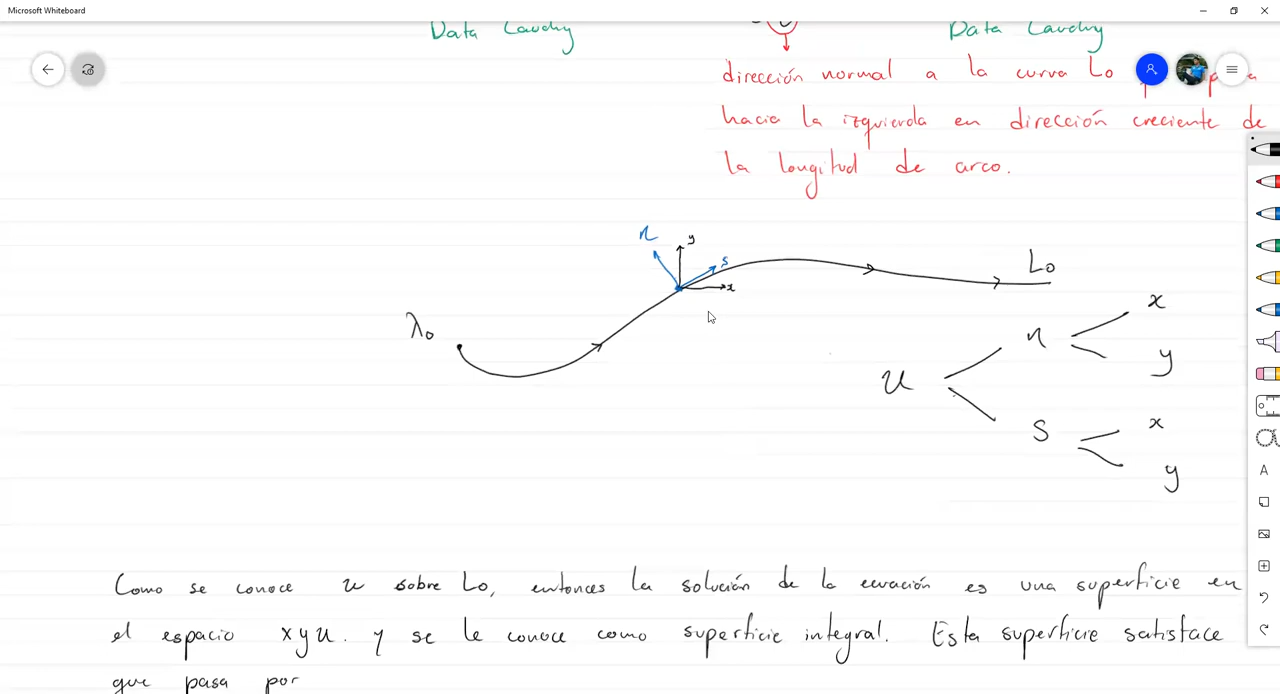 Microsoft Whiteboard
Data Cauchy
Data Cauchy
dirección normal a la curva Lo
hacia la izquierda en dirección creciente de
la longitud de arco.
n
y
s
x
Lo
λo
x
n
y
u
x
S
y
Como se conoce u sobre Lo, entonces la solución de la ecuación es una superficie en
el espacio xyu. y se le conoce como superficie integral. Esta superficie satisface
que pasa por
A